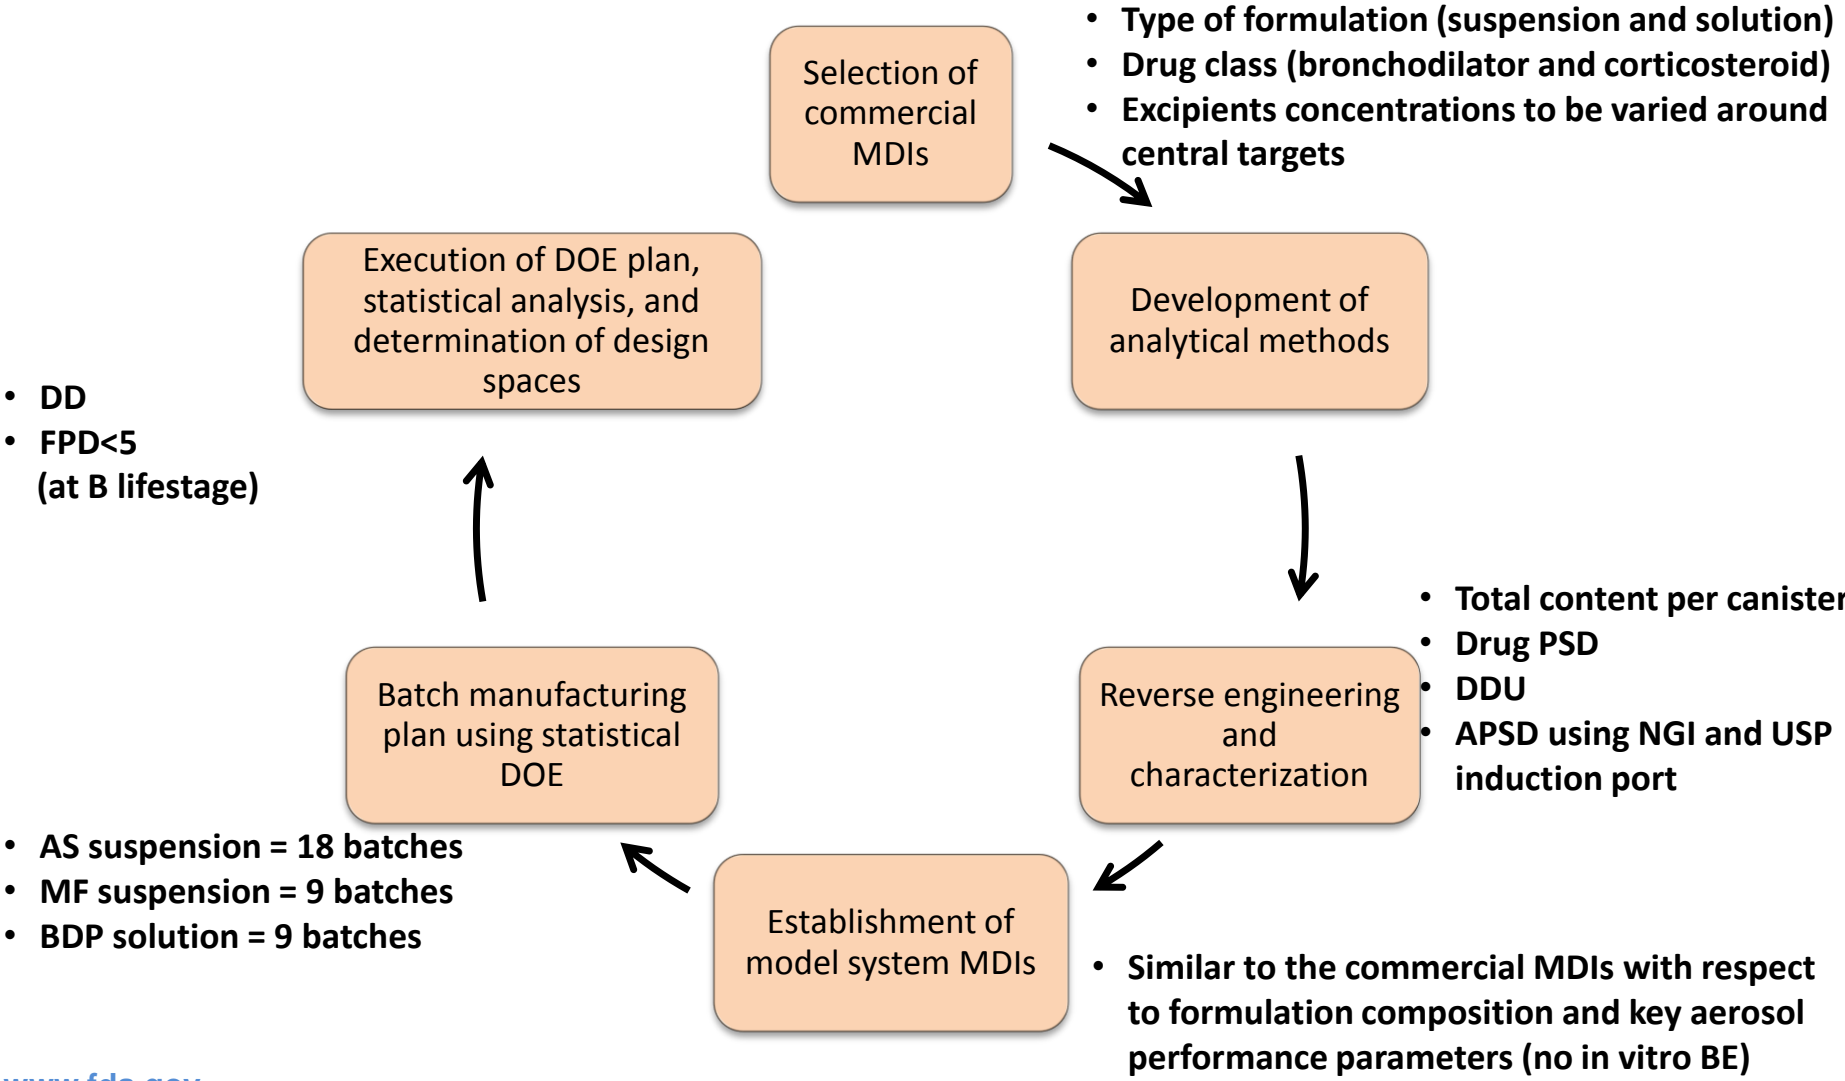 Selection of
commercial
MDIs
• Type of formulation (suspension and solution)
• Drug class (bronchodilator and corticosteroid)
• Excipients concentrations to be varied around
central targets
Development of
analytical methods
Reverse engineering
and
characterization
• Total content per canister
• Drug PSD
• DDU
• APSD using NGI and USP
induction port
Establishment of
model system MDIs
• Similar to the commercial MDIs with respect
to formulation composition and key aerosol
performance parameters (no in vitro BE)
Batch manufacturing
plan using statistical
DOE
• AS suspension = 18 batches
• MF suspension = 9 batches
• BDP solution = 9 batches
Execution of DOE plan,
statistical analysis, and
determination of design
spaces
• DD
• FPD<5
(at B lifestage)
www.fda.gov